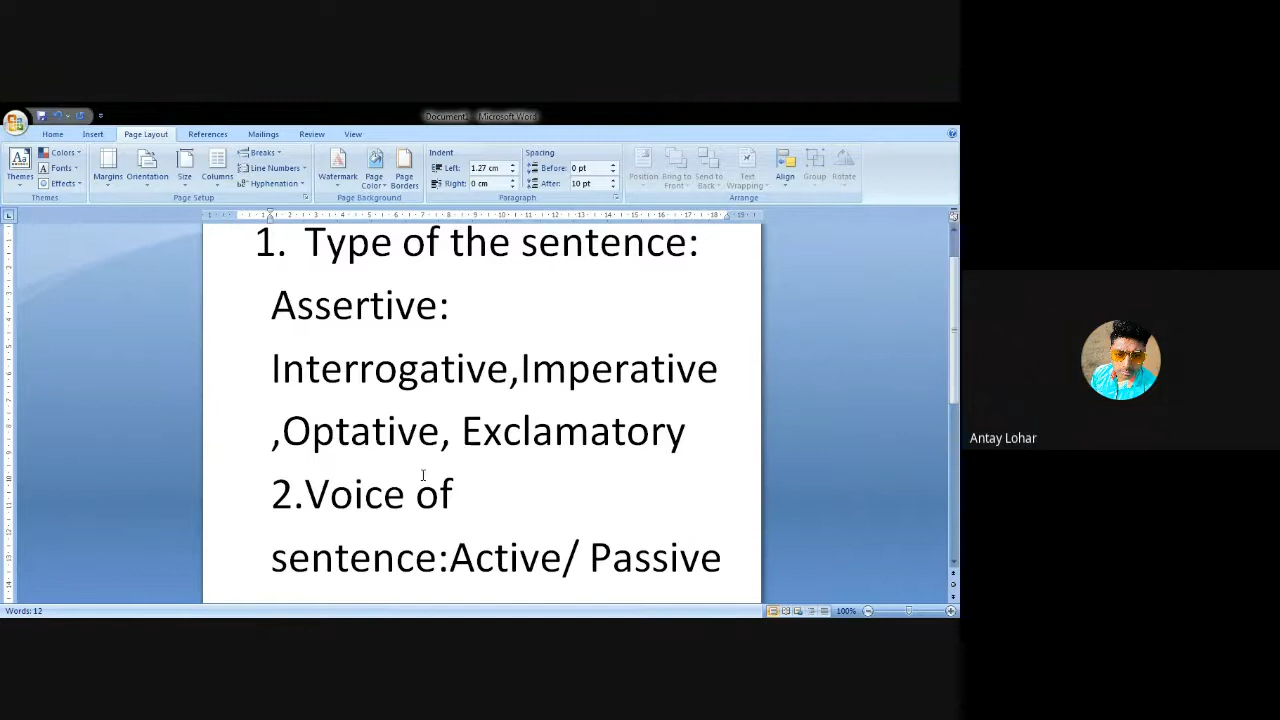 Document1 - Microsoft Word
Home Insert Page Layout References Mailings Review View
Themes Colors Fonts Effects Themes
Margins Orientation Size Columns Breaks Line Numbers Hyphenation Page Setup
Watermark Page Color Page Borders Page Background
Indent Spacing
Left: 1.27 cm Before: 0 pt
Right: 0 cm After: 10 pt
Paragraph
Position Bring to Front Send to Back Text Wrapping Align Group Rotate
Arrange
1. Type of the sentence:
Assertive:
Interrogative,Imperative
,Optative, Exclamatory
2.Voice of
sentence:Active/ Passive
Antay Lohar
Words: 12
100%